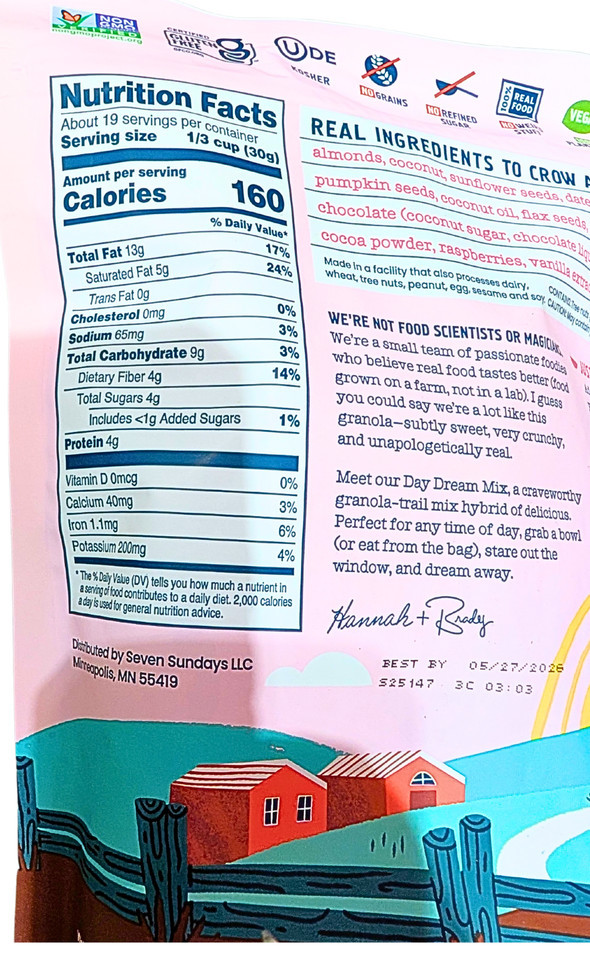 NON
GMO
VERIFIED
nongmoproject.org
CERTIFIED
GLUTEN
FREE
U DE
KOSHER
NO GRAINS
NO REFINED
SUGAR
100%
REAL
FOOD
NO WEIRD
STUFF
Nutrition Facts
About 19 servings per container
Serving size 1/3 cup (30g)
Amount per serving
Calories 160
% Daily Value*
Total Fat 13g 17%
Saturated Fat 5g 24%
Trans Fat 0g
Cholesterol 0mg 0%
Sodium 65mg 3%
Total Carbohydrate 9g 3%
Dietary Fiber 4g 14%
Total Sugars 4g
Includes <1g Added Sugars 1%
Protein 4g
Vitamin D 0mcg 0%
Calcium 40mg 3%
Iron 1.1mg 6%
Potassium 200mg 4%
* The % Daily Value (DV) tells you how much a nutrient in
a serving of food contributes to a daily diet. 2,000 calories
a day is used for general nutrition advice.
Distributed by Seven Sundays LLC
Minneapolis, MN 55419
REAL INGREDIENTS TO CROW
almonds, coconut, sunflower seeds,
pumpkin seeds, coconut oil, flax seeds,
chocolate (coconut sugar, chocolate
cocoa powder, raspberries, vanilla
Made in a facility that also processes dairy,
wheat, tree nuts, peanut, egg, sesame and soy.
WE'RE NOT FOOD SCIENTISTS OR MAGICIANS.
We're a small team of passionate foodies
who believe real food tastes better (food
grown on a farm, not in a lab). I guess
you could say we're a lot like this
granola–subtly sweet, very crunchy,
and unapologetically real.
Meet our Day Dream Mix, a craveworthy
granola-trail mix hybrid of delicious.
Perfect for any time of day, grab a bowl
(or eat from the bag), stare out the
window, and dream away.
Hannah + Brady
BEST BY 05/27/2026
S25147 3C 03:03